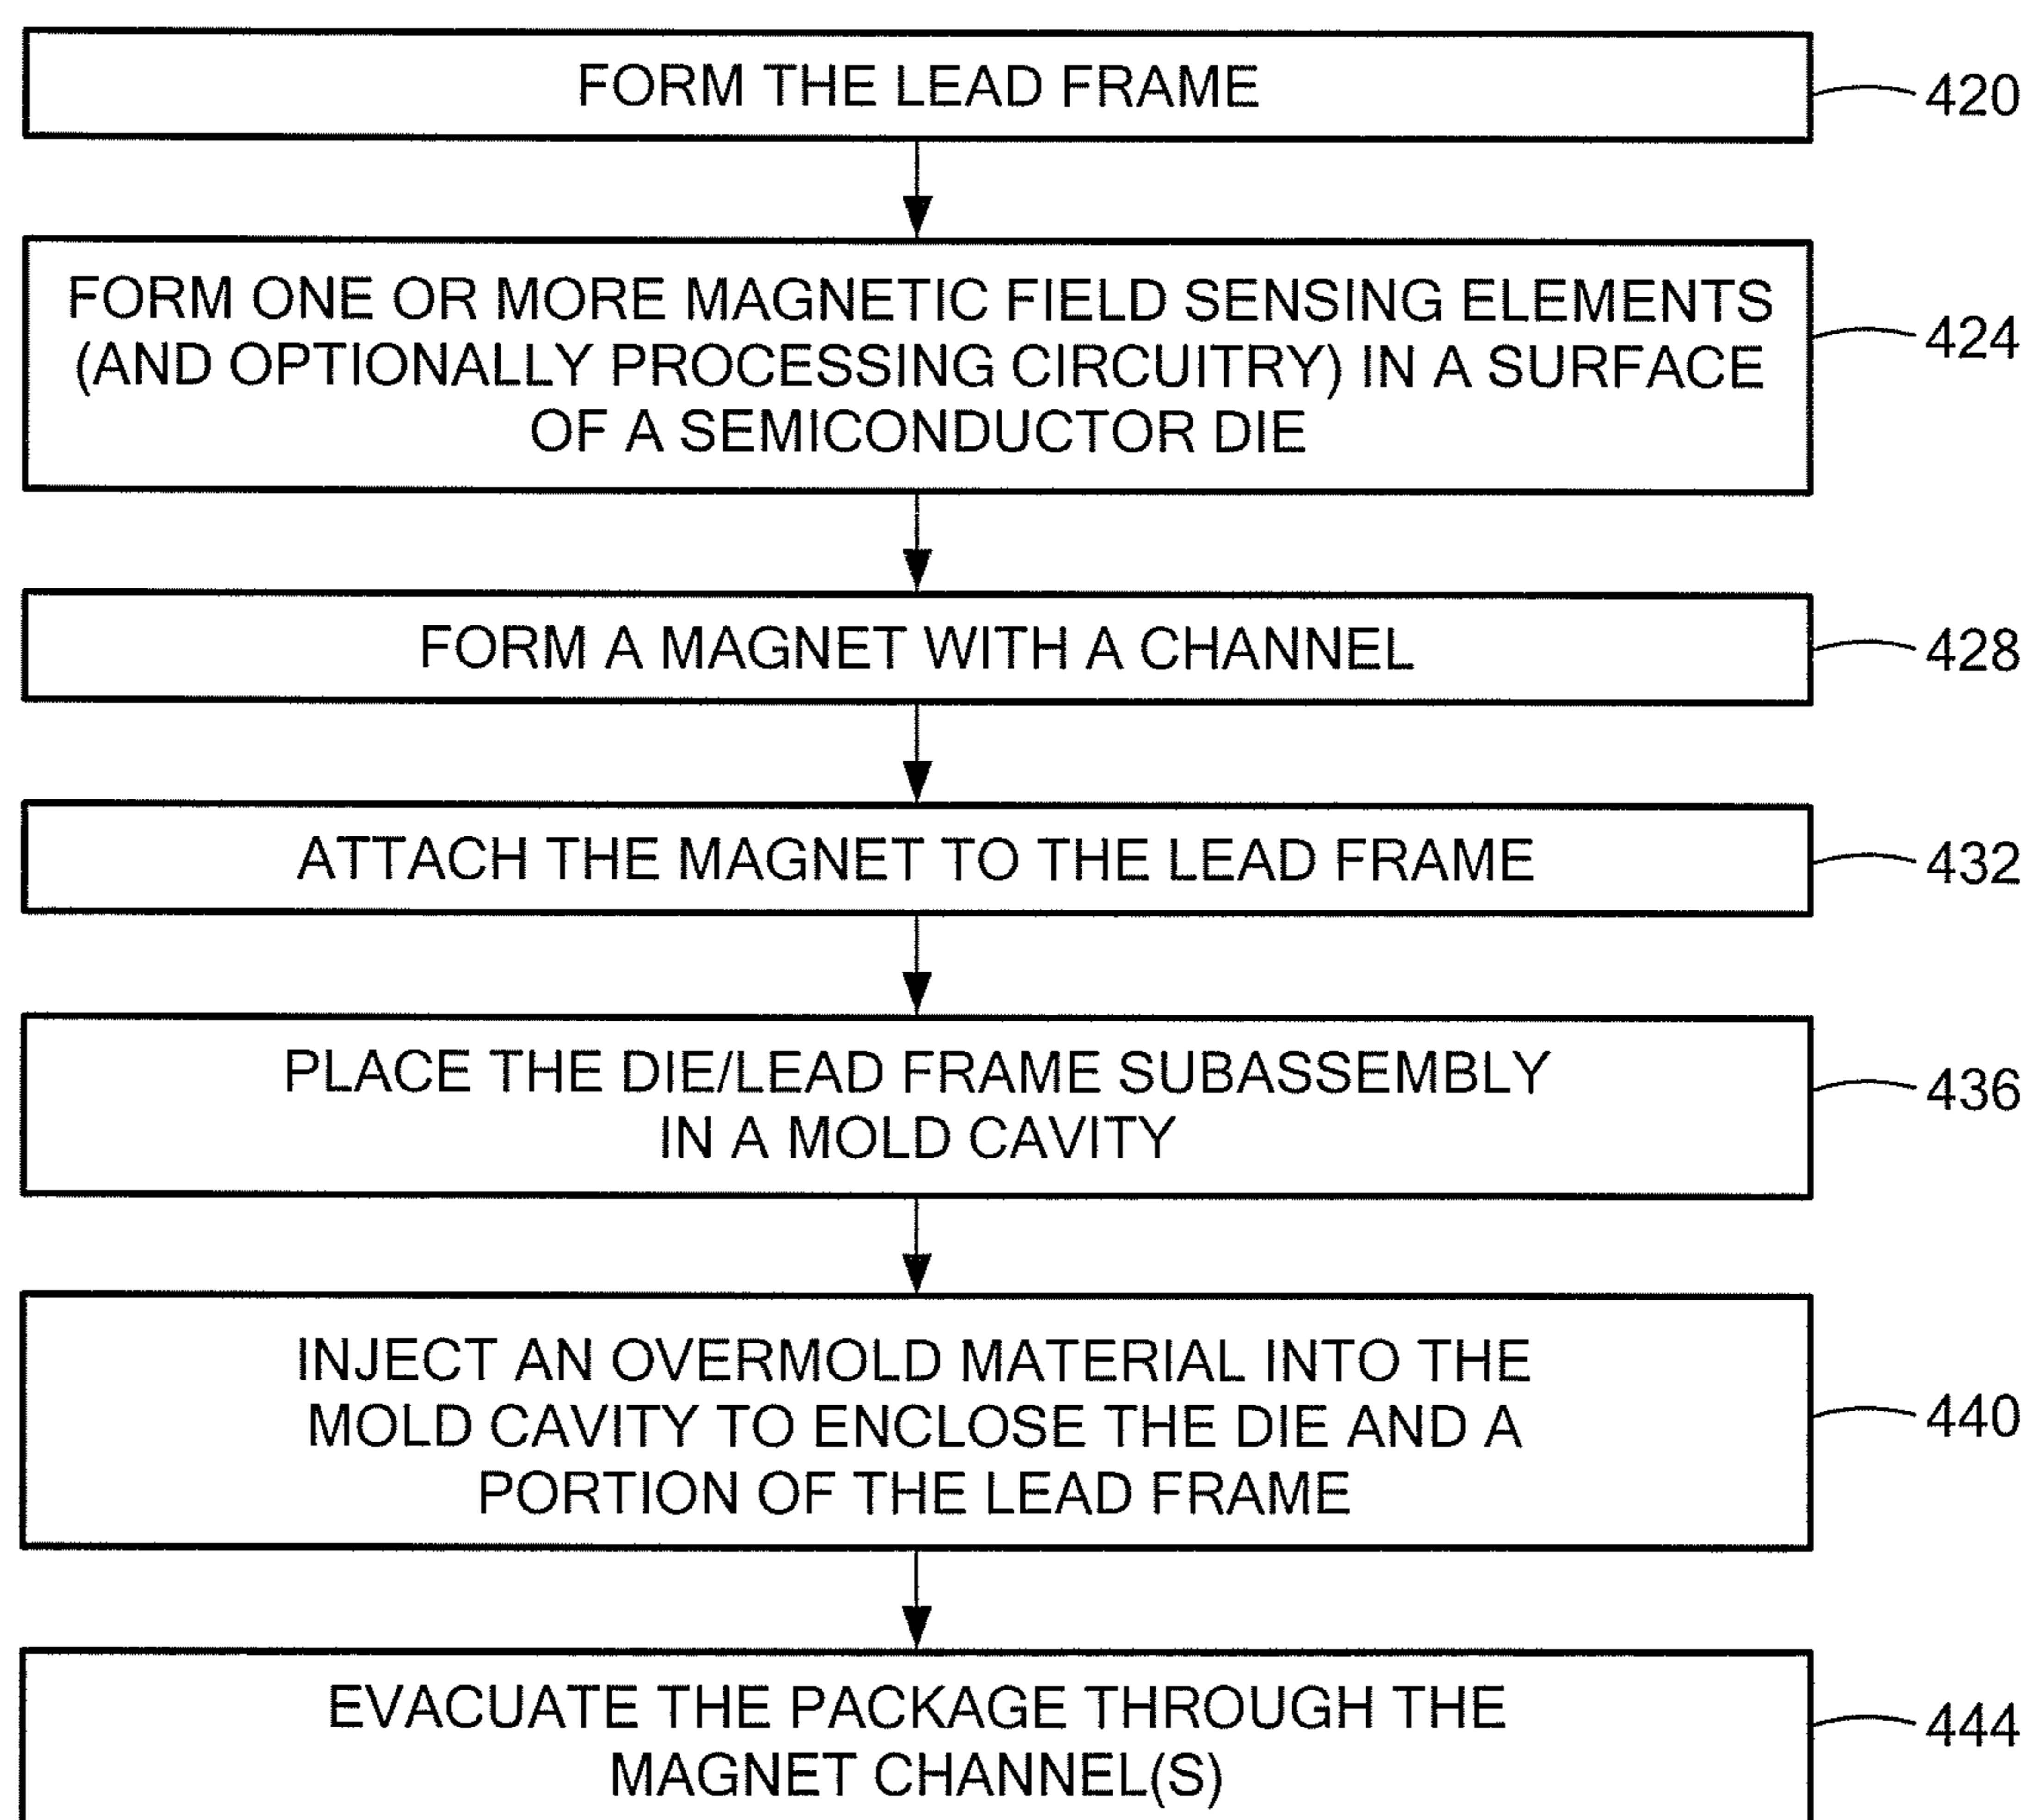 FORM THE LEAD FRAME
420
FORM ONE OR MORE MAGNETIC FIELD SENSING ELEMENTS
(AND OPTIONALLY PROCESSING CIRCUITRY) IN A SURFACE
OF A SEMICONDUCTOR DIE
424
FORM A MAGNET WITH A CHANNEL
428
ATTACH THE MAGNET TO THE LEAD FRAME
432
PLACE THE DIE/LEAD FRAME SUBASSEMBLY
IN A MOLD CAVITY
436
INJECT AN OVERMOLD MATERIAL INTO THE
MOLD CAVITY TO ENCLOSE THE DIE AND A
PORTION OF THE LEAD FRAME
440
EVACUATE THE PACKAGE THROUGH THE
MAGNET CHANNEL(S)
444